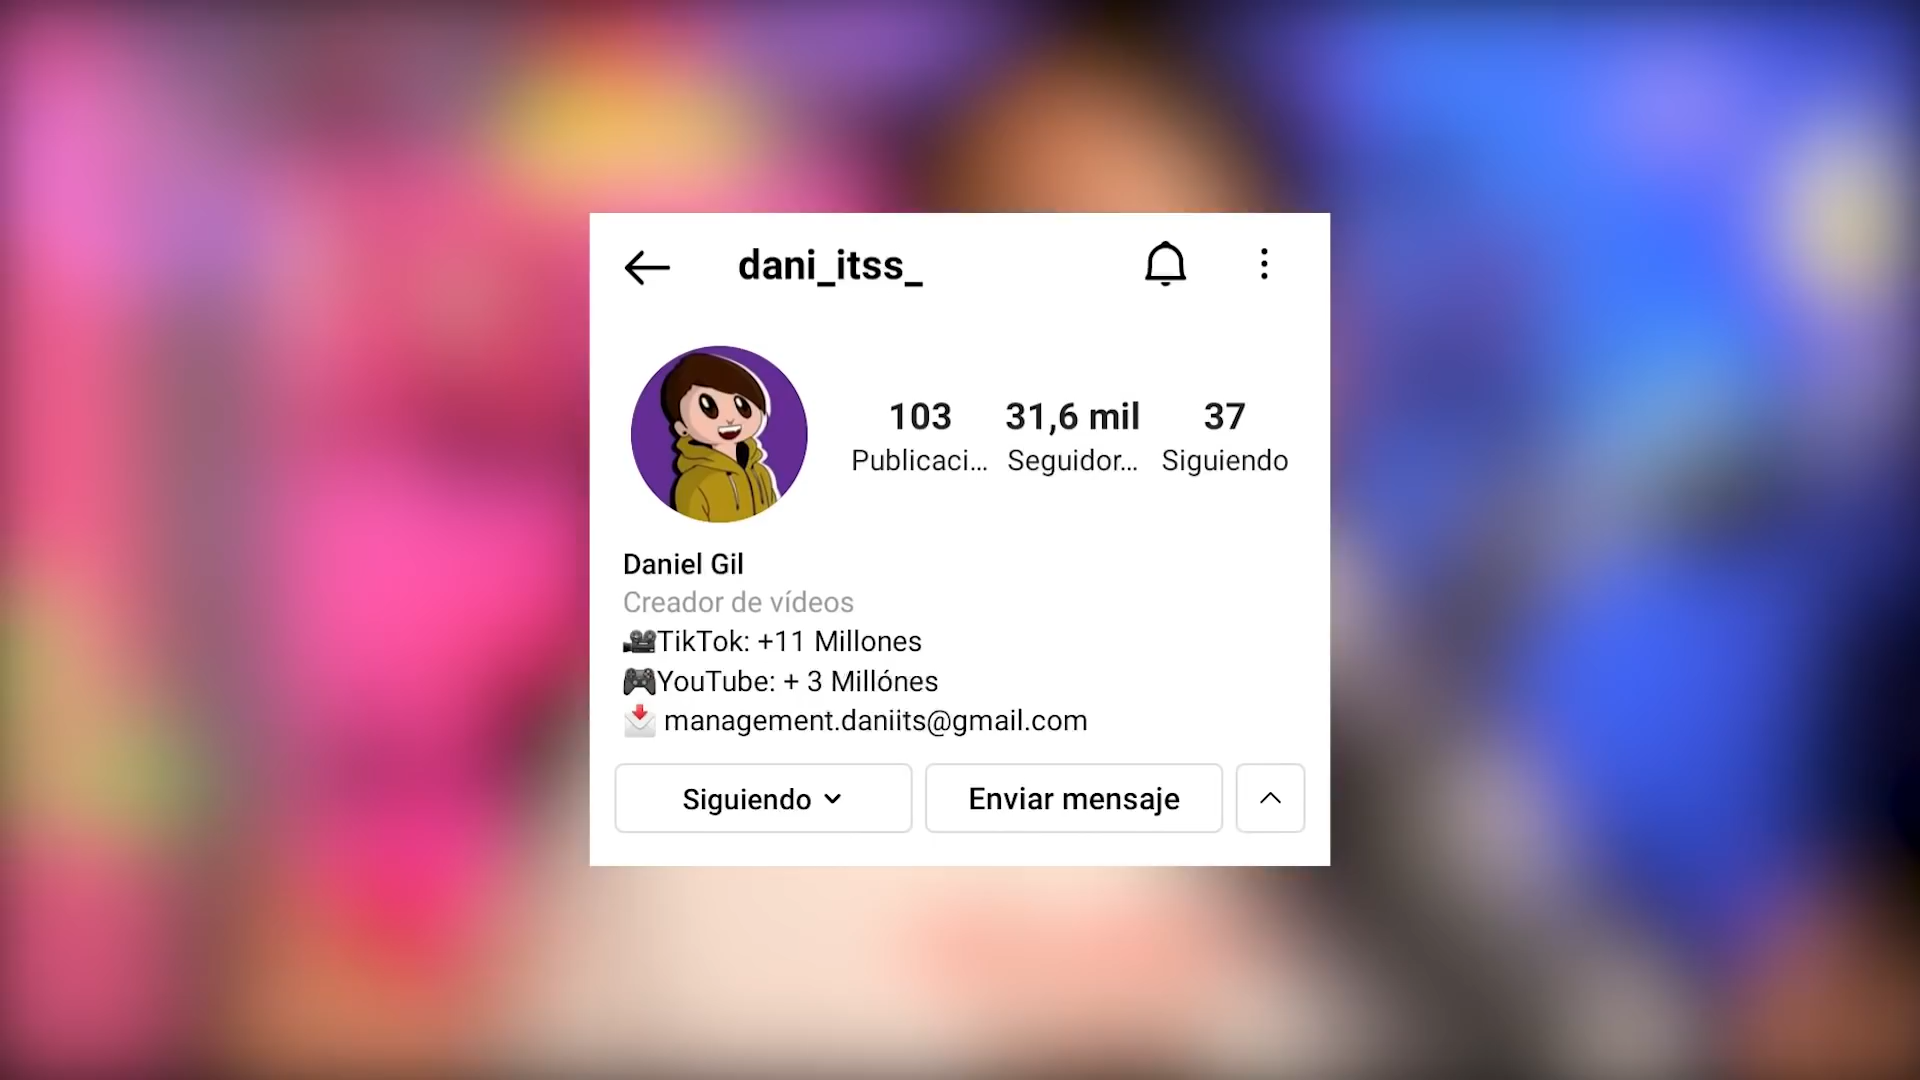 dani_itss_
103 31,6 mil 37
Publicaci... Seguidor... Siguiendo
Daniel Gil
Creador de vídeos
🎥TikTok: +11 Millones
🎮YouTube: + 3 Millónes
📩 management.daniits@gmail.com
Siguiendo Enviar mensaje